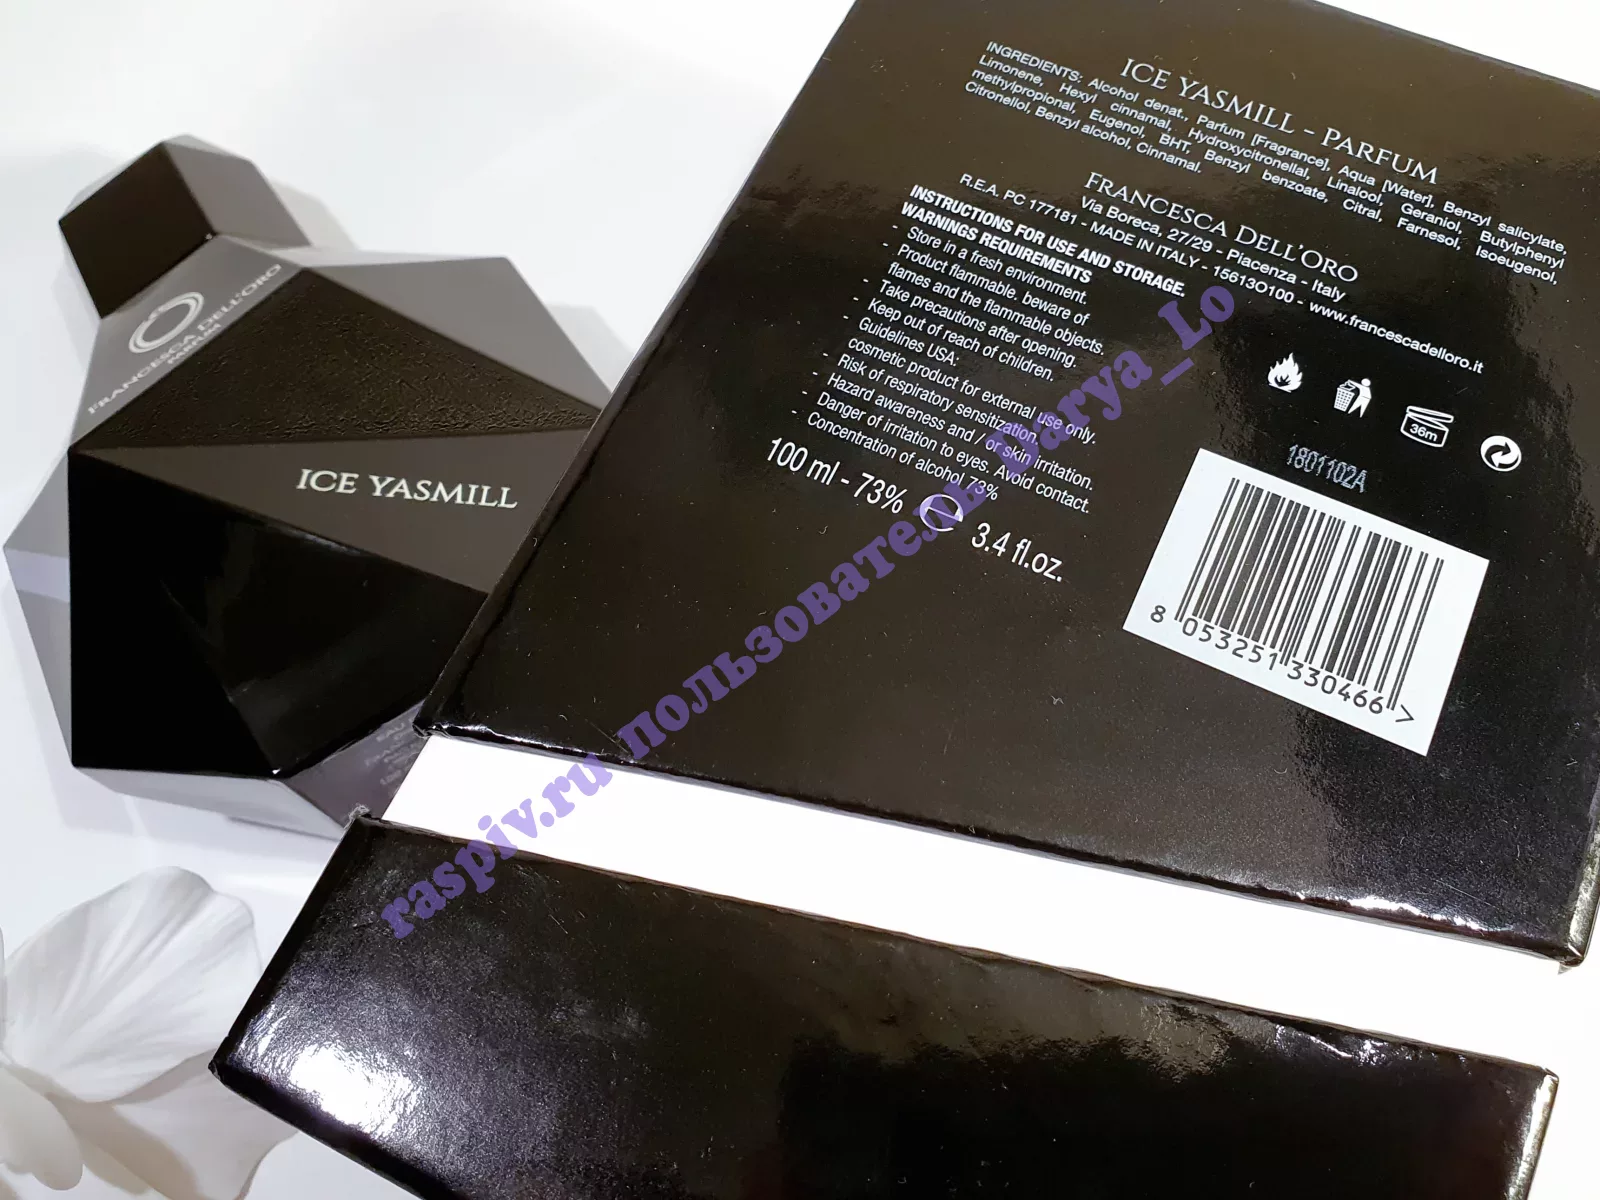 FRANCESCA DELL'ORO
PARFUM
ICE YASMILL
ICE YASMILL - PARFUM
INGREDIENTS: Alcohol denat., Parfum [Fragrance], Aqua [Water], Benzyl salicylate,
Limonene, Hexyl cinnamal, Hydroxycitronellal, Linalool, Geraniol, Butylphenyl
methylpropional, Eugenol, BHT, Benzyl benzoate, Citral, Farnesol, Isoeugenol,
Citronellol, Benzyl alcohol, Cinnamal.
FRANCESCA DELL'ORO
Via Boreca, 27/29 - Piacenza - Italy
R.E.A. PC 177181 - MADE IN ITALY - 15613O100 - www.francescadelloro.it
INSTRUCTIONS FOR USE AND STORAGE.
WARNINGS REQUIREMENTS
- Store in a fresh environment.
- Product flammable. beware of
flames and the flammable objects.
- Take precautions after opening.
- Keep out of reach of children.
- Guidelines USA:
cosmetic product for external use only.
- Risk of respiratory sensitization.
- Hazard awareness and / or skin irritation.
- Danger of irritation to eyes. Avoid contact.
- Concentration of alcohol 73%
100 ml - 73% e 3.4 fl.oz.
36m
1801102A
8 053251 330466 >
raspiv.ru пользователь Darya_Lo